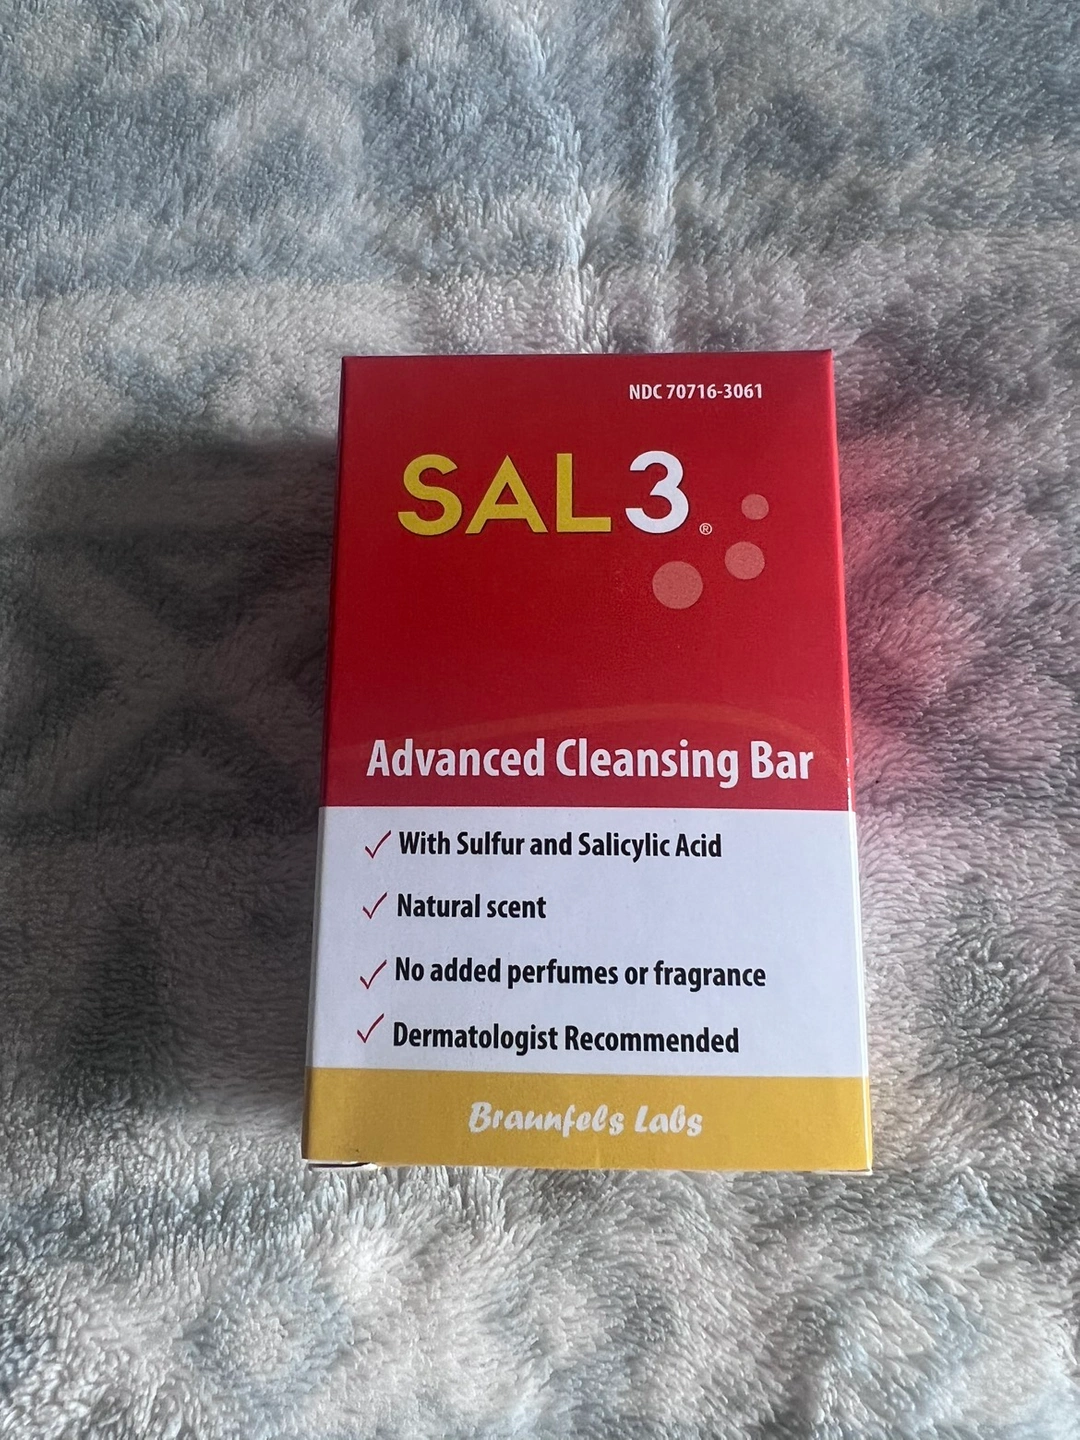 NDC 70716-3061
SAL3®
Advanced Cleansing Bar
With Sulfur and Salicylic Acid
Natural scent
No added perfumes or fragrance
Dermatologist Recommended
Braunfels Labs